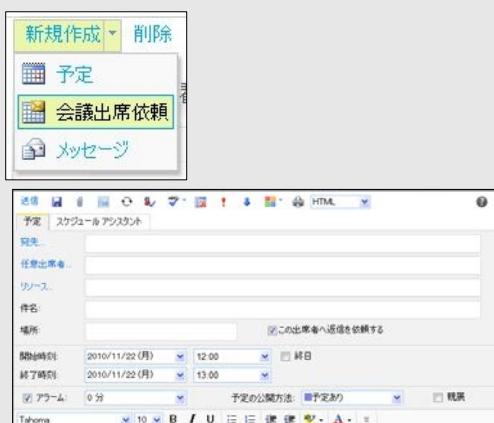 新規作成 削除
予定
会議出席依頼
メッセージ
送信 HTML
予定 スケジュール アシスタント
宛先...
任意出席者...
リソース...
件名:
場所: この出席者へ返信を依頼する
開始時刻: 2010/11/22 (月) 12:00 終日
終了時刻: 2010/11/22 (月) 13:00
アラーム: 0 分 予定の公開方法: 予定あり
Tahoma 10 B I U A